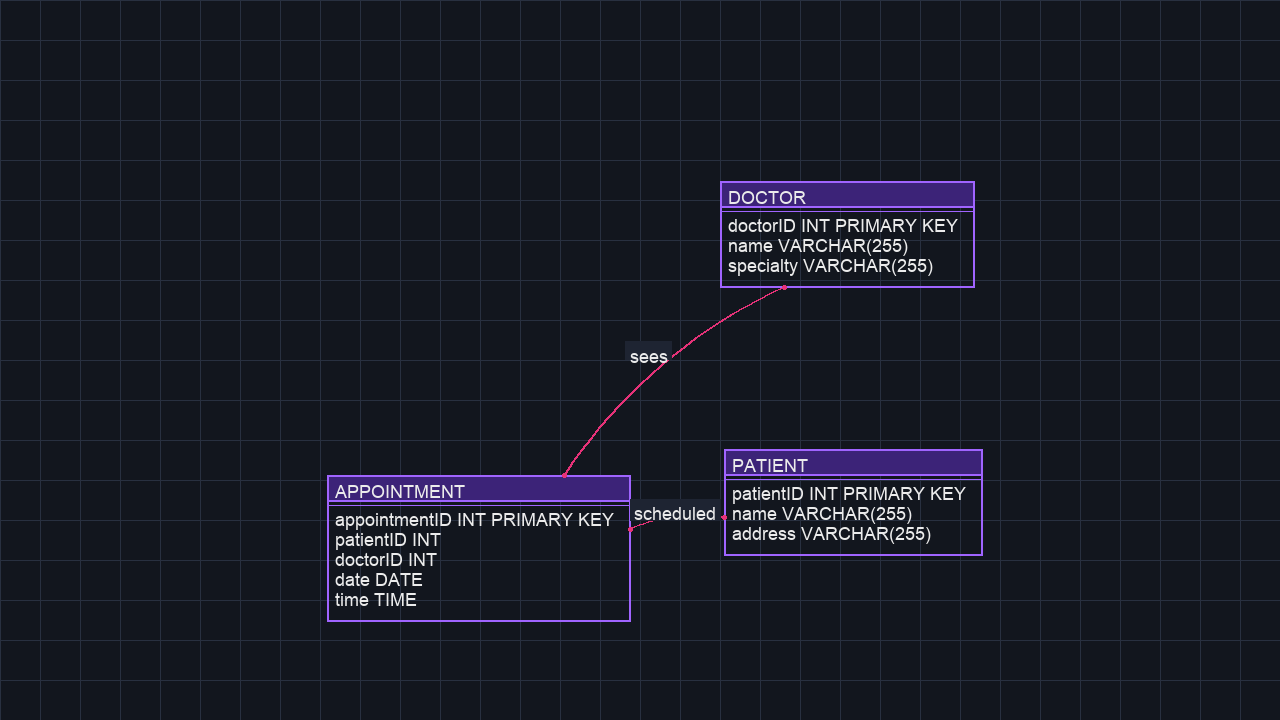 DOCTOR
doctorID INT PRIMARY KEY
name VARCHAR(255)
specialty VARCHAR(255)
sees
APPOINTMENT
appointmentID INT PRIMARY KEY
patientID INT
doctorID INT
date DATE
time TIME
scheduled
PATIENT
patientID INT PRIMARY KEY
name VARCHAR(255)
address VARCHAR(255)